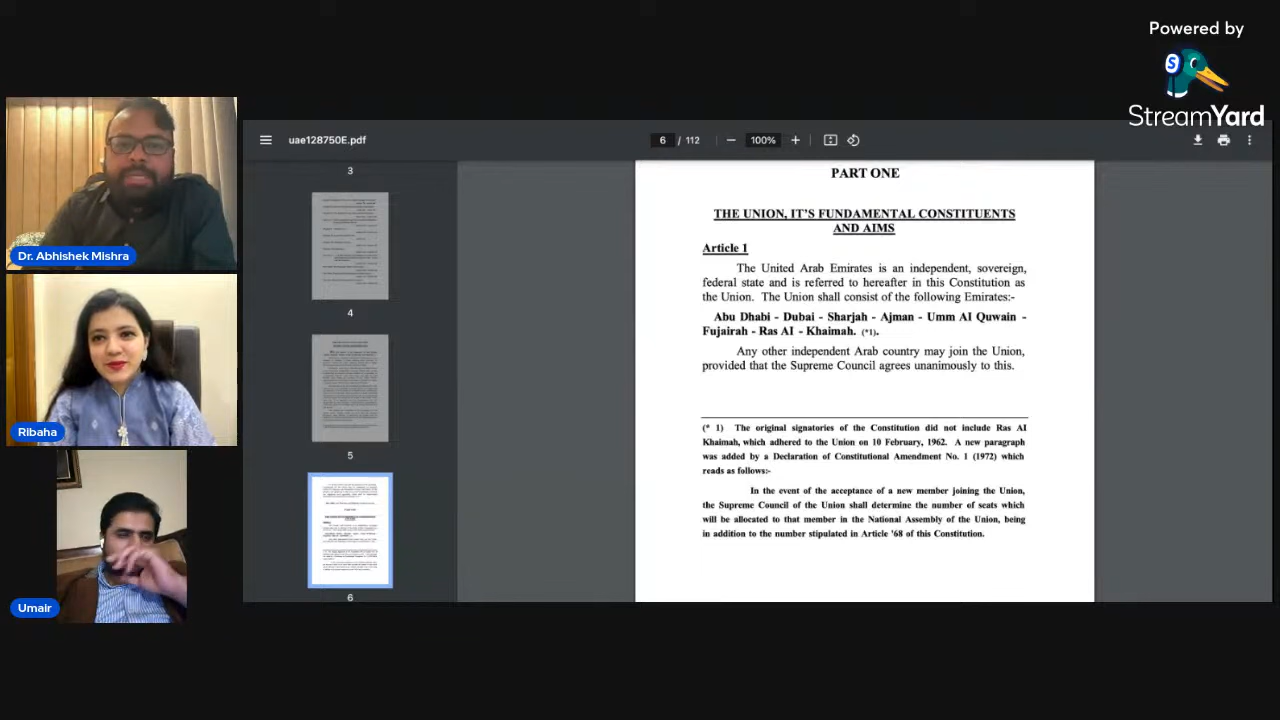 Powered by
StreamYard
Dr. Abhishek Mishra
Ribaha
Umair
uae128750E.pdf
6 / 112
100%
3
4
5
6
PART ONE
THE UNION, IT'S FUNDAMENTAL CONSTITUENTS
AND AIMS
Article 1
The United Arab Emirates is an independent, sovereign,
federal state and is referred to hereafter in this Constitution as
the Union. The Union shall consist of the following Emirates:-
Abu Dhabi - Dubai - Sharjah - Ajman - Umm AI Quwain -
Fujairah - Ras AI - Khaimah. (*1).
Any other independent Arab country may join the Union,
provided that the Supreme Council agrees unanimously to this.
(* 1) The original signatories of the Constitution did not include Ras AI
Khaimah, which adhered to the Union on 10 February, 1962. A new paragraph
was added by a Declaration of Constitutional Amendment No. 1 (1972) which
reads as follows:-
In the event of the acceptance of a new member joining the Union,
the Supreme Council of the Union shall determine the number of seats which
will be allocated to that member in the National Assembly of the Union, being
in addition to the number stipulated in Article '68 of this Constitution.